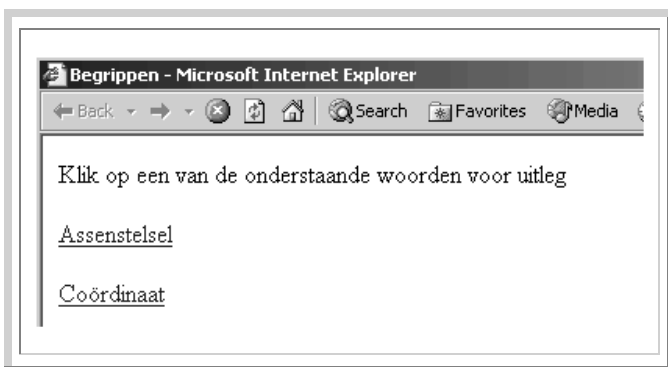 Begrippen - Microsoft Internet Explorer
Back Search Favorites Media
Klik op een van de onderstaande woorden voor uitleg
Assenstelsel
Coördinaat